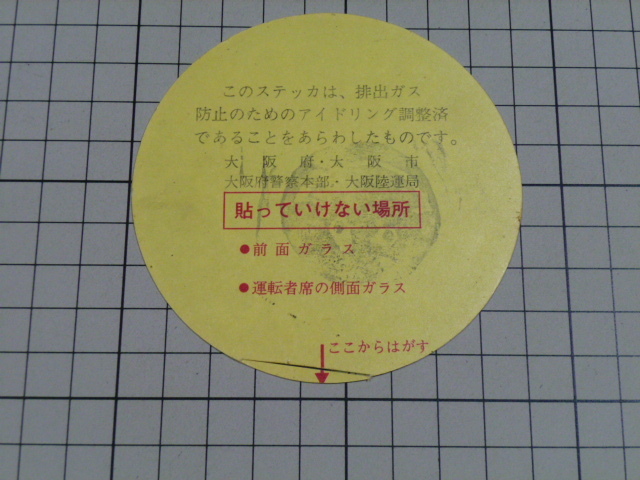 このステッカは、排出ガス
防止のためのアイドリング調整済
であることをあらわしたものです。
大阪府・大阪市
大阪府警察本部・大阪陸運局
貼っていけない場所
●前面ガラス
●運転者席の側面ガラス
ここからはがす